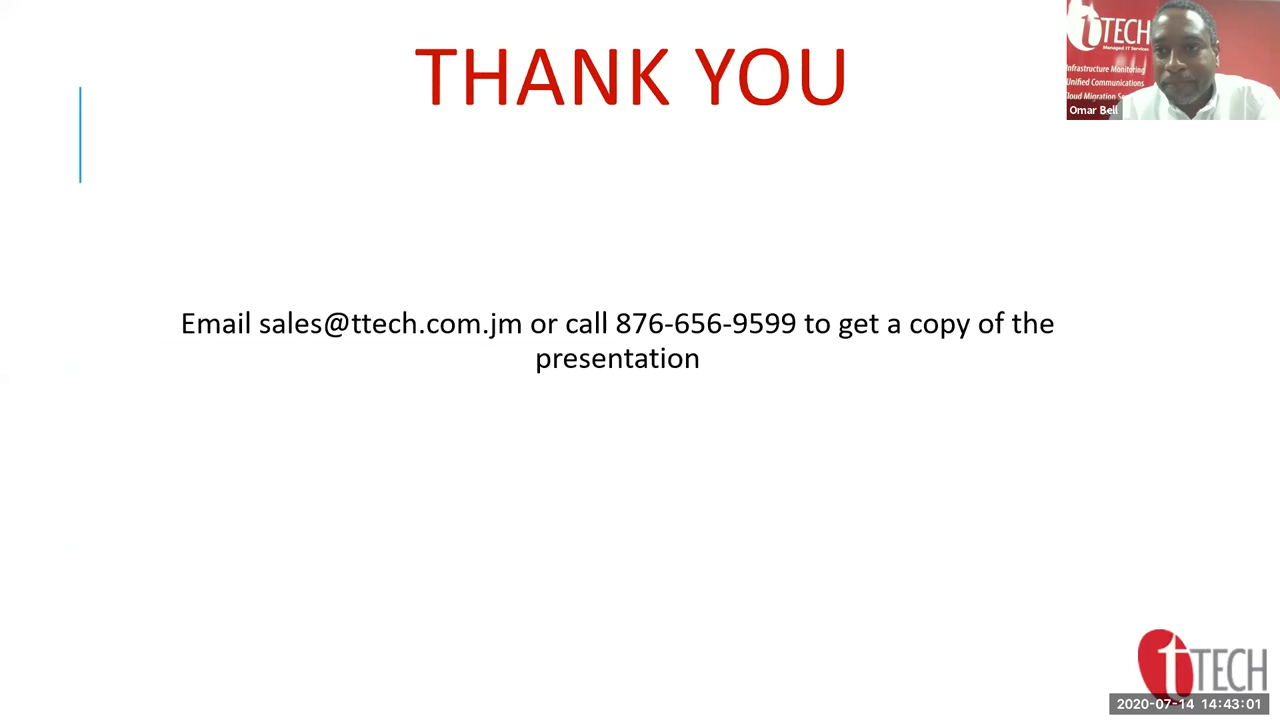 THANK YOU
tTECH
Managed IT Services
Infrastructure Monitoring
Unified Communications
Cloud Migration
Omar Bell
Email sales@ttech.com.jm or call 876-656-9599 to get a copy of the
presentation
tTECH
2020-07-14 14:43:01